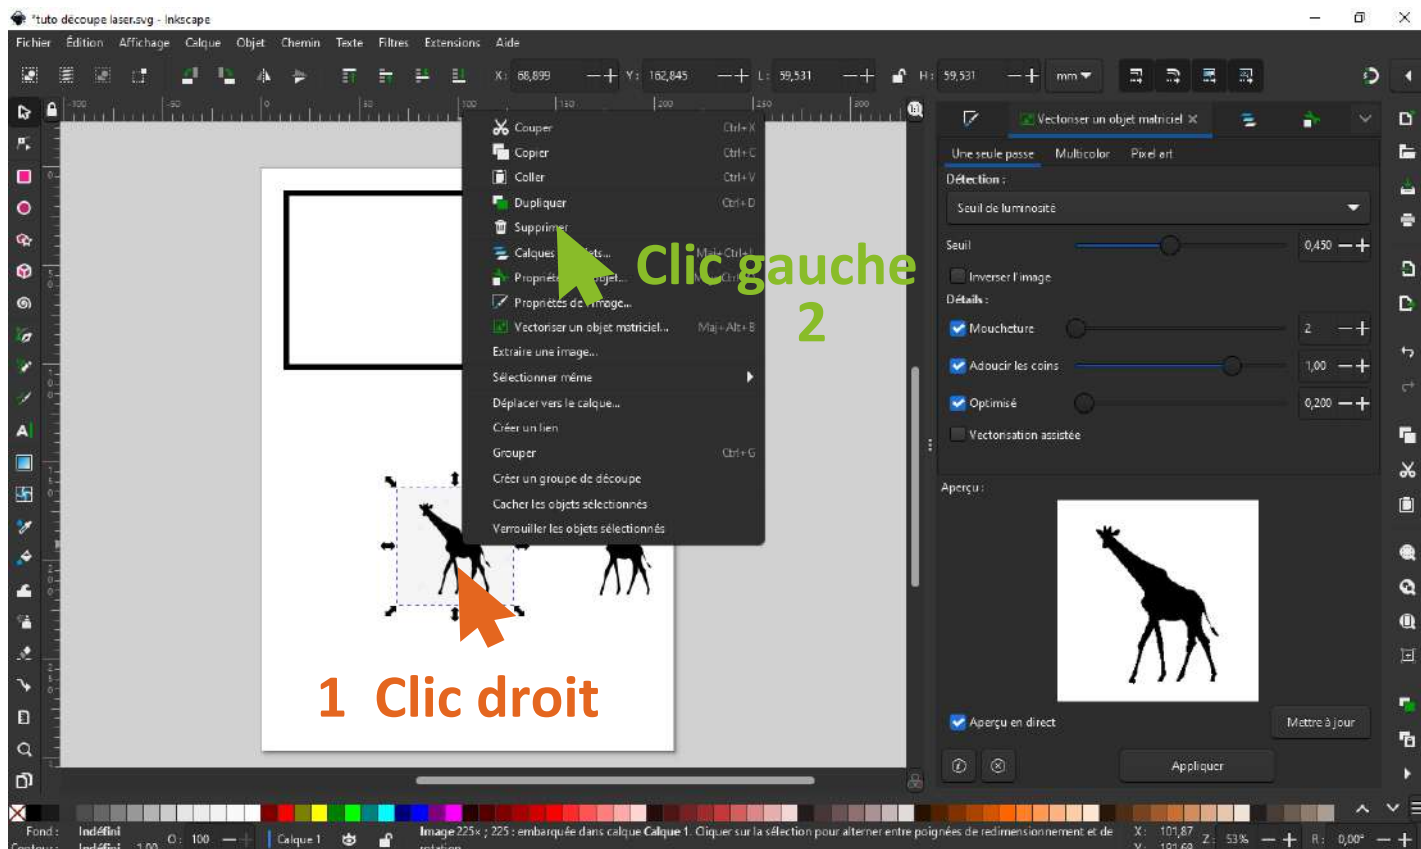 *tuto découpe laser.svg - Inkscape
Fichier Édition Affichage Calque Objet Chemin Texte Filtres Extensions Aide
X: 68,899 Y: 162,845 L: 59,531 H: 59,531 mm
Vectoriser un objet matriciel
Une seule passe Multicolor Pixel art
Détection :
Seuil de luminosité
Seuil 0,450
Inverser l'image
Détails :
Moucheture 2
Adoucir les coins 1,00
Optimisé 0,200
Vectorisation assistée
Aperçu :
Aperçu en direct Mettre à jour
Appliquer
Couper Ctrl+X
Copier Ctrl+C
Coller Ctrl+V
Dupliquer Ctrl+D
Supprimer
Calques
Propriétés de l'image...
Vectoriser un objet matriciel... Maj+Alt+B
Extraire une image...
Sélectionner même
Déplacer vers le calque...
Créer un lien
Grouper Ctrl+G
Créer un groupe de découpe
Cacher les objets sélectionnés
Verrouiller les objets sélectionnés
Clic gauche
2
1 Clic droit
Fond : Indéfini O: 100 Calque 1 Image 225 × ; 225 : embarquée dans calque Calque 1. Cliquer sur la sélection pour alterner entre poignées de redimensionnement et de
X: 101,87 Z: 53% R: 0,00°